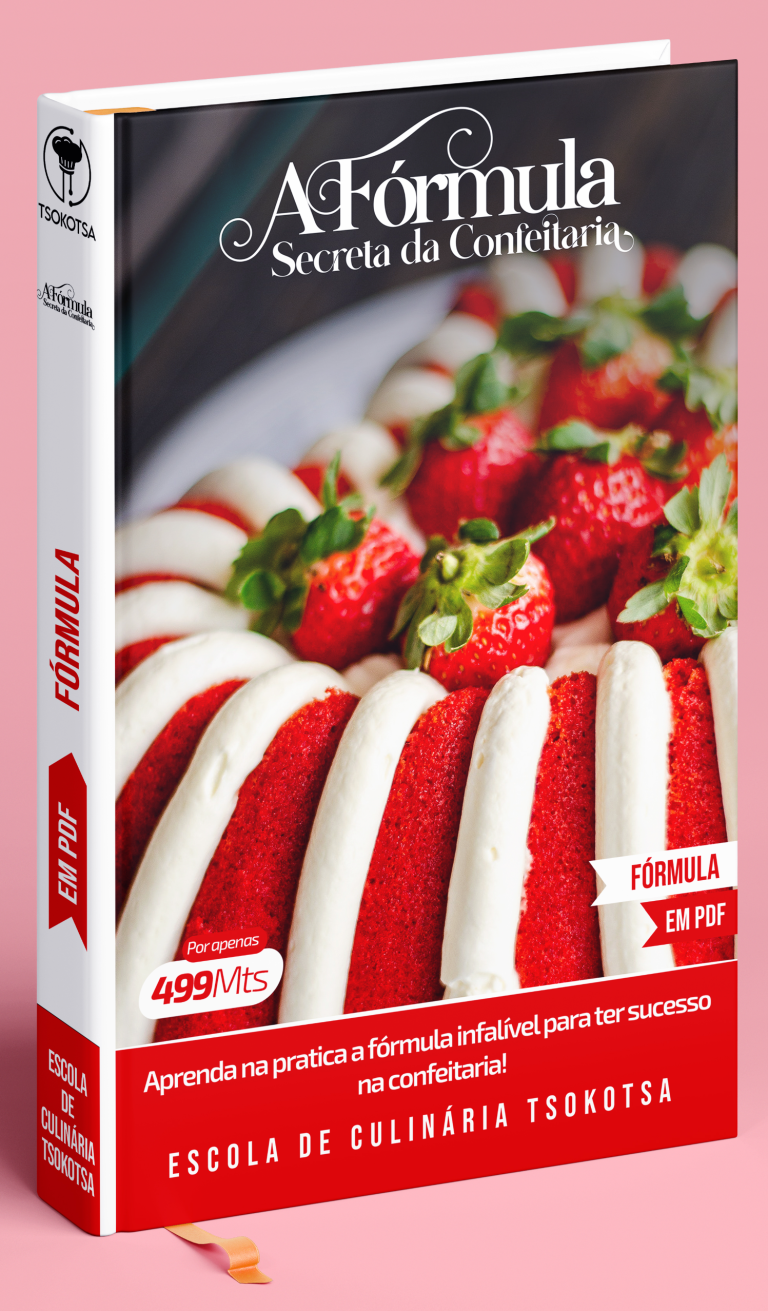 TSOKOTSA
A Fórmula
Secreta da Confeitaria
FÓRMULA
EM PDF
ESCOLA
DE
CULINÁRIA
TSOKOTSA
A Fórmula
Secreta da Confeitaria
FÓRMULA
EM PDF
Por apenas
499Mts
Aprenda na pratica a fórmula infalível para ter sucesso
na confeitaria!
ESCOLA DE CULINÁRIA TSOKOTSA